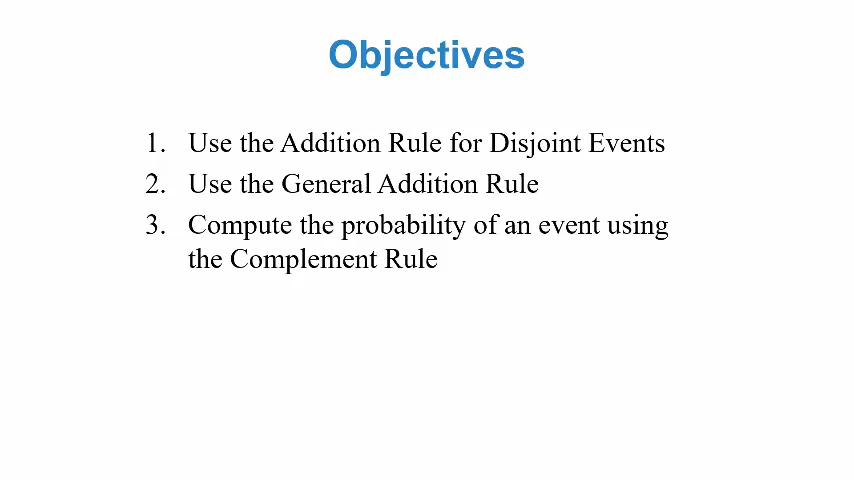 Objectives
1. Use the Addition Rule for Disjoint Events
2. Use the General Addition Rule
3. Compute the probability of an event using
the Complement Rule